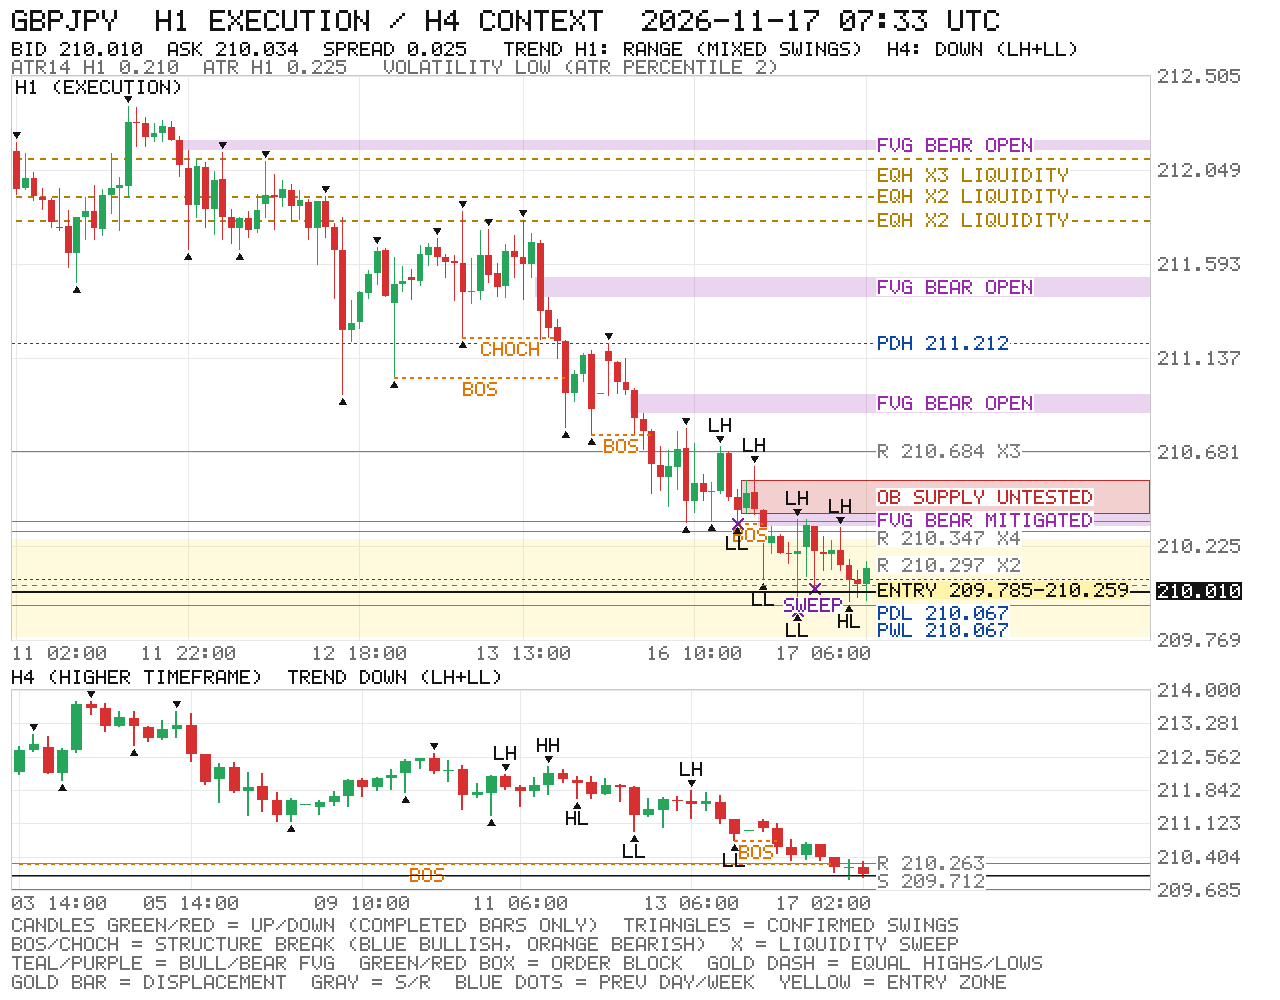 GBPJPY  H1 EXECUTION / H4 CONTEXT  2026-11-17 07:33 UTC
BID 210.010  ASK 210.034  SPREAD 0.025   TREND H1: RANGE (MIXED SWINGS)  H4: DOWN (LH+LL)
ATR14 H1 0.210  ATR H1 0.225   VOLATILITY LOW (ATR PERCENTILE 2)
H1 (EXECUTION)
212.505
FVG BEAR OPEN
212.049
EQH X3 LIQUIDITY
EQH X2 LIQUIDITY
EQH X2 LIQUIDITY
211.593
FVG BEAR OPEN
PDH 211.212
CHOCH
211.137
BOS
FVG BEAR OPEN
LH
LH
BOS
R 210.684 X3
210.681
OB SUPPLY UNTESTED
LH
LH
FVG BEAR MITIGATED
BOS
LL
R 210.347 X4
210.225
R 210.297 X2
ENTRY 209.785-210.259
210.010
LL
SWEEP
PDL 210.067
HL
LL
PWL 210.067
209.769
11 02:00
11 22:00
12 18:00
13 13:00
16 10:00
17 06:00
H4 (HIGHER TIMEFRAME)  TREND DOWN (LH+LL)
214.000
213.281
LH
HH
212.562
LH
211.842
HL
211.123
LL
LL
BOS
210.404
R 210.263
BOS
S 209.712
209.685
03 14:00
05 14:00
09 10:00
11 06:00
13 06:00
17 02:00
CANDLES GREEN/RED = UP/DOWN (COMPLETED BARS ONLY)  TRIANGLES = CONFIRMED SWINGS
BOS/CHOCH = STRUCTURE BREAK (BLUE BULLISH, ORANGE BEARISH)  X = LIQUIDITY SWEEP
TEAL/PURPLE = BULL/BEAR FVG  GREEN/RED BOX = ORDER BLOCK  GOLD DASH = EQUAL HIGHS/LOWS
GOLD BAR = DISPLACEMENT  GRAY = S/R  BLUE DOTS = PREV DAY/WEEK  YELLOW = ENTRY ZONE